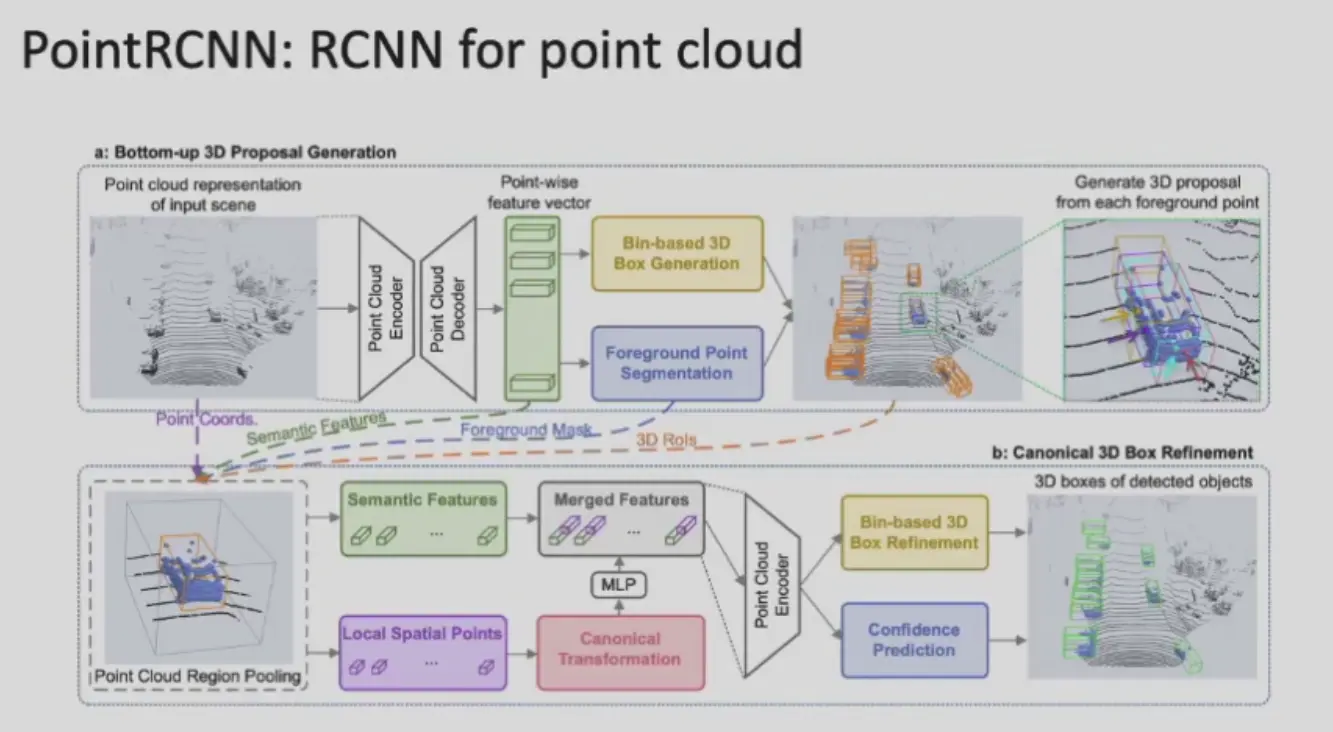 PointRCNN: RCNN for point cloud
a: Bottom-up 3D Proposal Generation
Point cloud representation
of input scene
Point-wise
feature vector
Generate 3D proposal
from each foreground point
Point Cloud
Encoder
Point Cloud
Decoder
Bin-based 3D
Box Generation
Foreground Point
Segmentation
Point Coords.
Semantic Features
Foreground Mask
3D RoIs
b: Canonical 3D Box Refinement
Point Cloud Region Pooling
Semantic Features
...
Merged Features
...
MLP
Local Spatial Points
...
Canonical
Transformation
Point Cloud
Encoder
Bin-based 3D
Box Refinement
Confidence
Prediction
3D boxes of detected objects